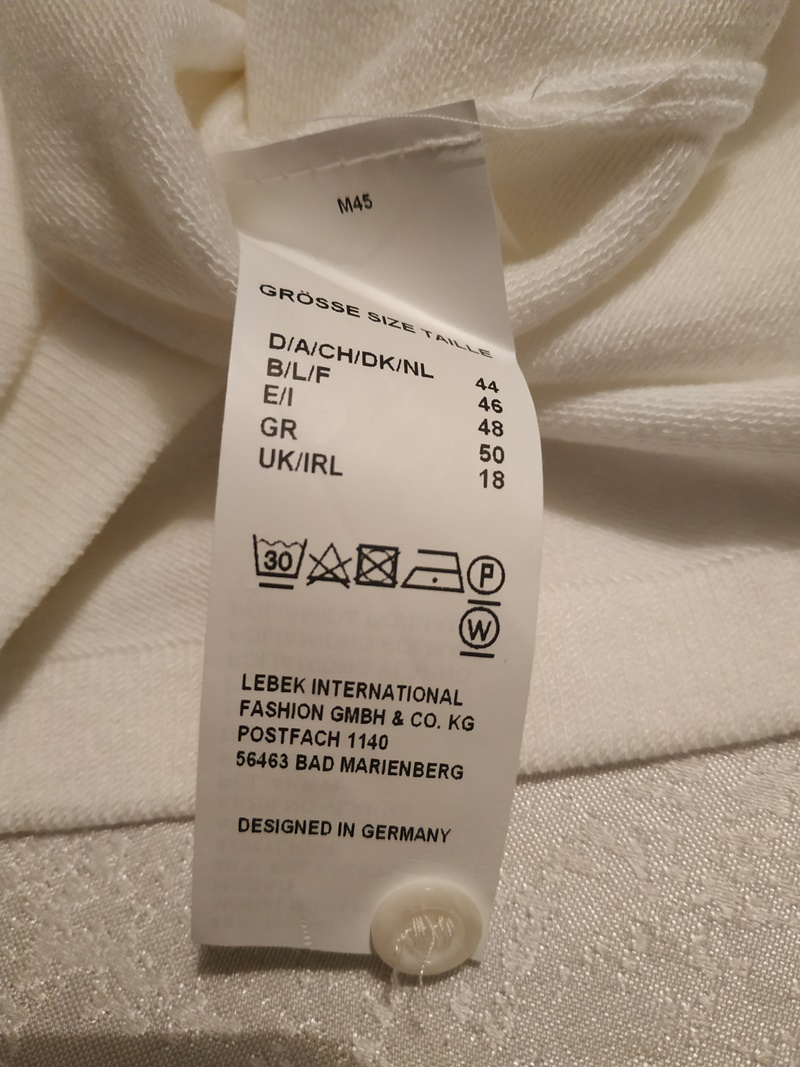 M45
GRÖSSE SIZE TAILLE
D/A/CH/DK/NL 44
B/L/F 46
E/I 48
GR 50
UK/IRL 18
30
P
W
LEBEK INTERNATIONAL
FASHION GMBH & CO. KG
POSTFACH 1140
56463 BAD MARIENBERG
DESIGNED IN GERMANY